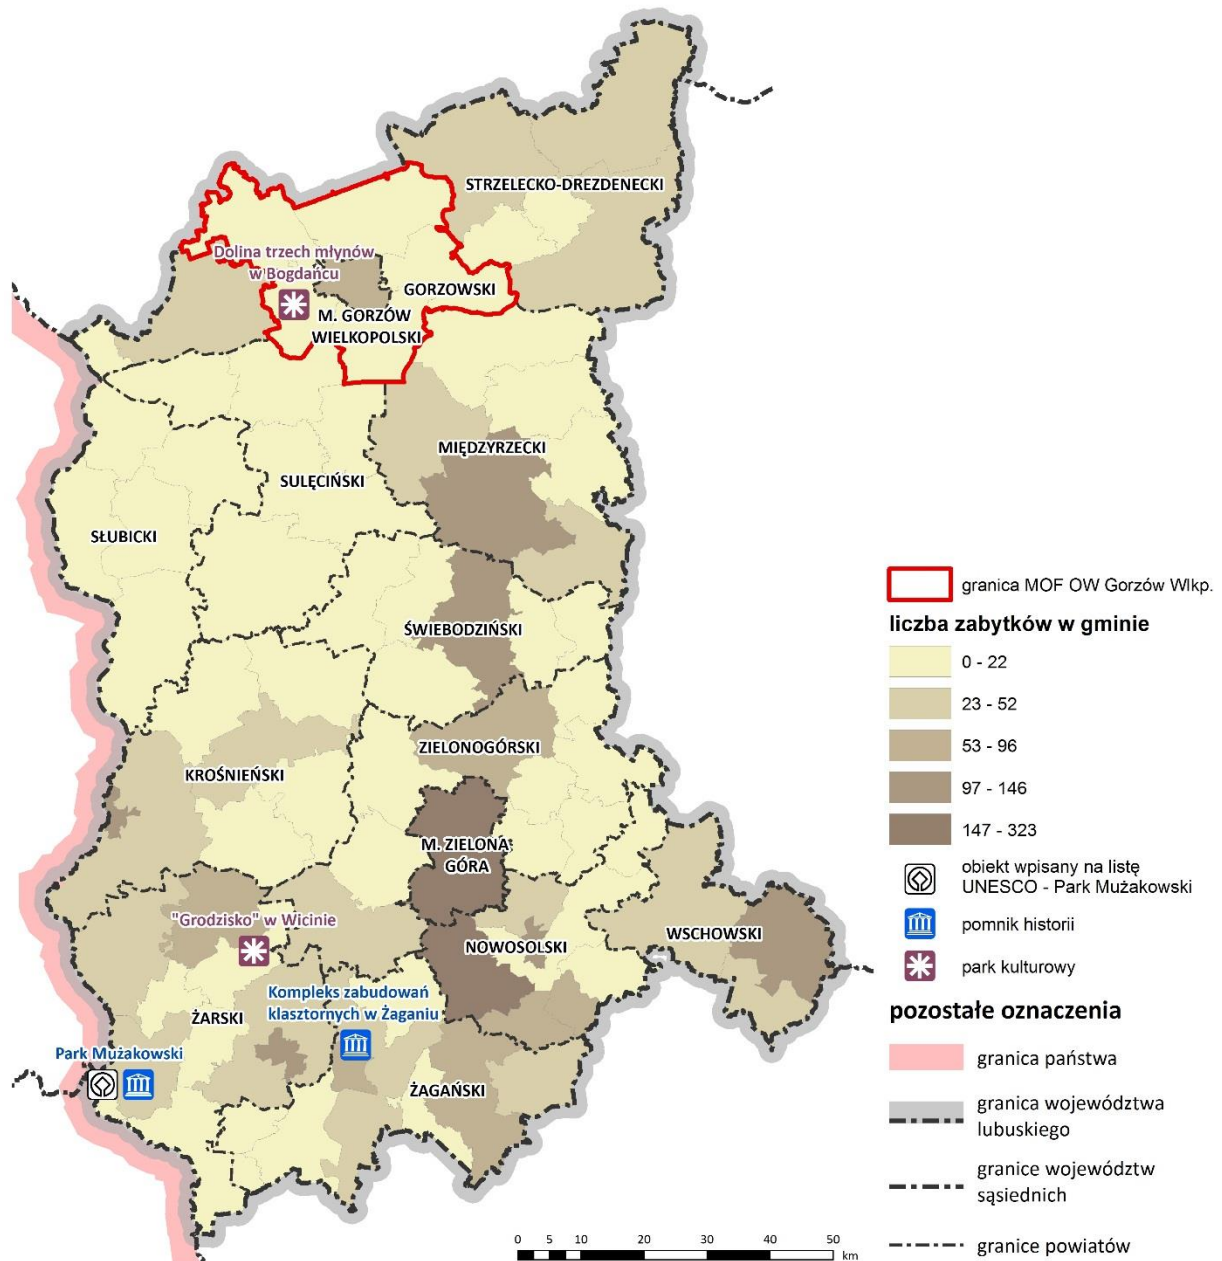 STRZELECKO-DREZDENECKI
Dolina trzech młynów
w Bogdańcu
GORZOWSKI
M. GORZÓW
WIELKOPOLSKI
MIĘDZYRZECKI
SULĘCIŃSKI
SŁUBICKI
ŚWIEBODZIŃSKI
ZIELONOGÓRSKI
KROŚNIEŃSKI
M. ZIELONA
GÓRA
"Grodzisko" w Wicinie
NOWOSOLSKI
WSCHOWSKI
Kompleks zabudowań
klasztornych w Żaganiu
ŻARSKI
Park Mużakowski
ŻAGAŃSKI
granica MOF OW Gorzów Wlkp.
liczba zabytków w gminie
0 - 22
23 - 52
53 - 96
97 - 146
147 - 323
obiekt wpisany na listę
UNESCO - Park Mużakowski
pomnik historii
park kulturowy
pozostałe oznaczenia
granica państwa
granica województwa
lubuskiego
granice województw
sąsiednich
granice powiatów
0 5 10 20 30 40 50
km